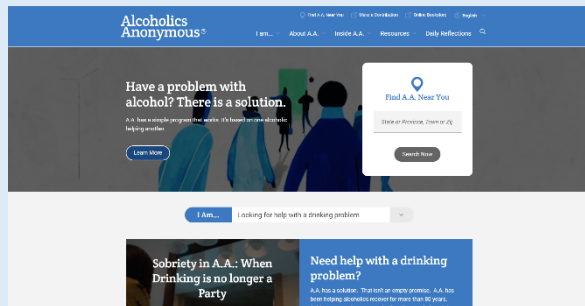 Find A.A. Near You
Make a Contribution
Online Bookstore
English
Alcoholics
Anonymous®
I am...
About A.A.
Inside A.A.
Resources
Daily Reflections
Have a problem with
alcohol? There is a solution.
A.A. has a simple program that works. It's based on one alcoholic
helping another.
Learn More
Find A.A. Near You
State or Province, Town or Zip
Search Now
I Am...
Looking for help with a drinking problem
Sobriety in A.A.: When
Drinking is no longer a
Party
Need help with a drinking
problem?
A.A. has a solution. That isn't an empty promise. A.A. has
been helping alcoholics recover for more than 80 years.